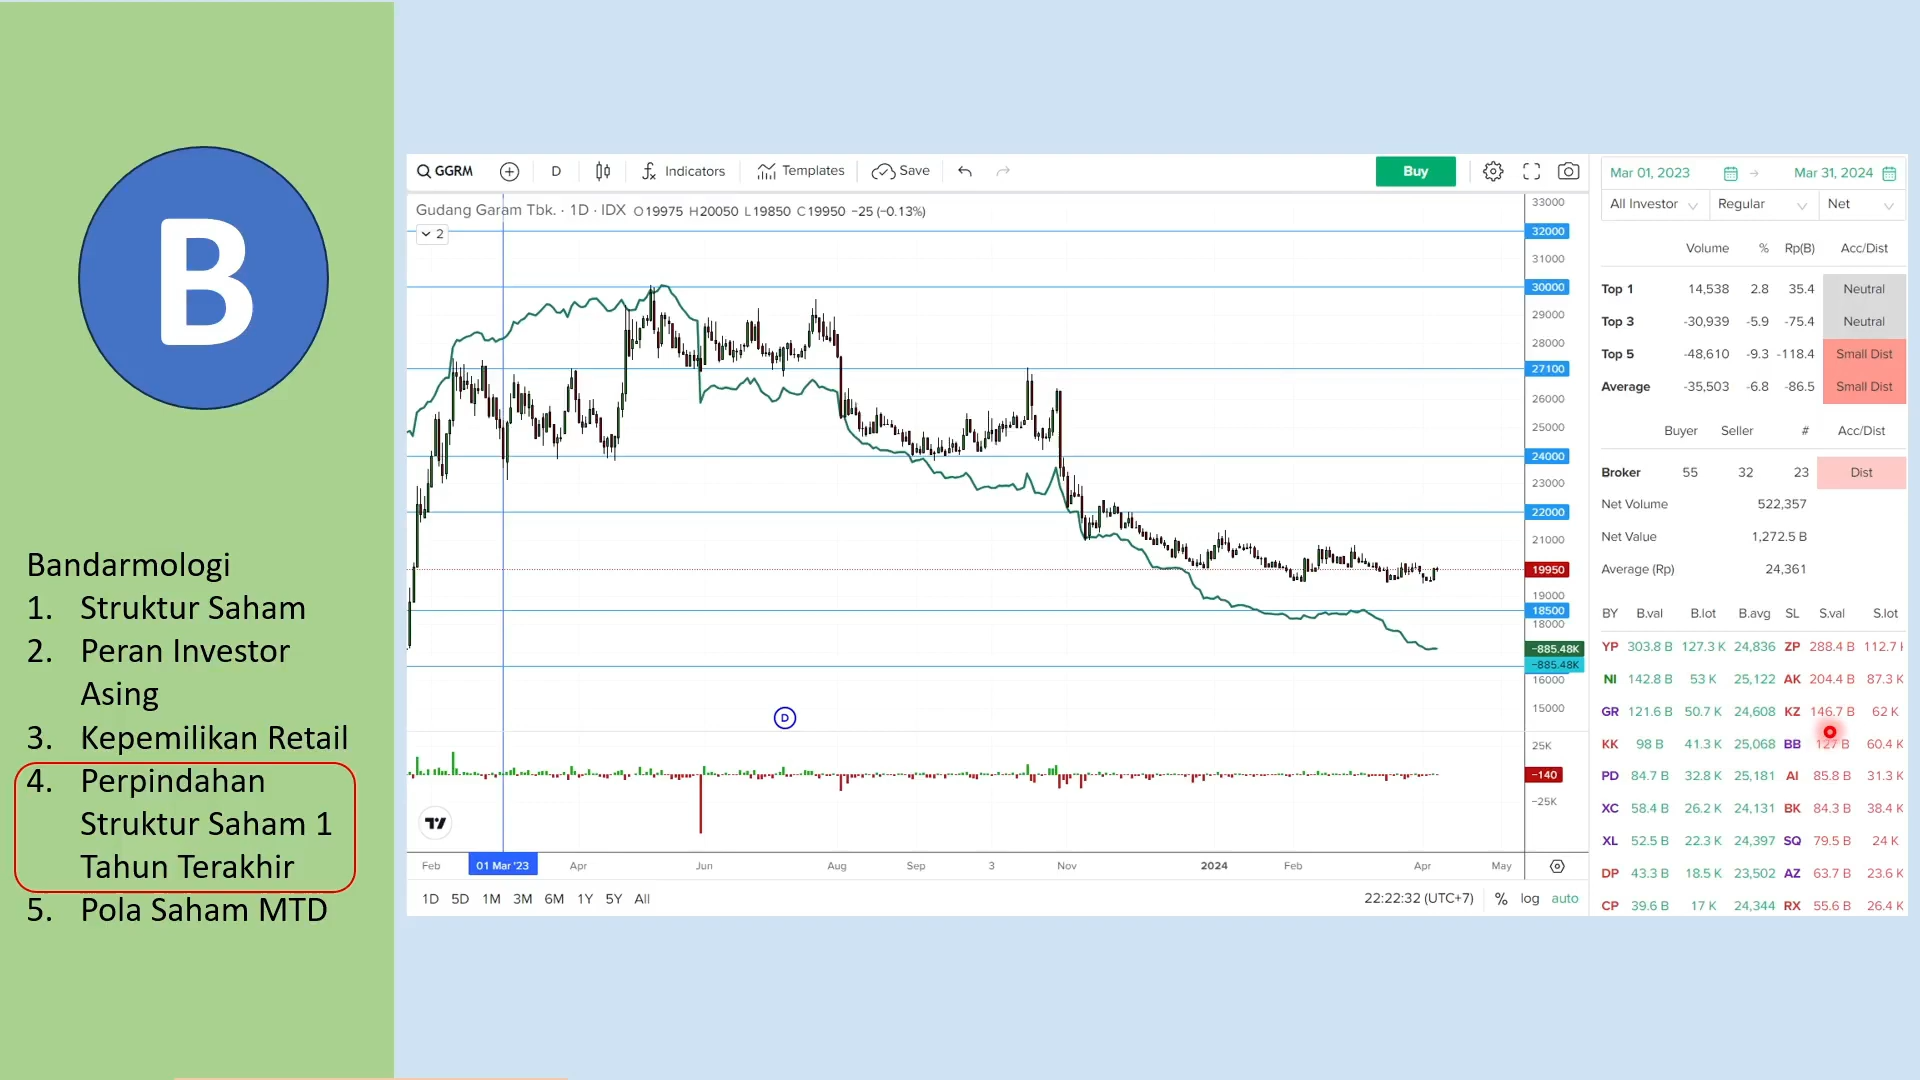 B
Bandarmologi
1. Struktur Saham
2. Peran Investor
Asing
3. Kepemilikan Retail
4. Perpindahan
Struktur Saham 1
Tahun Terakhir
5. Pola Saham MTD
GGRM D Indicators Templates Save Buy
Gudang Garam Tbk. · 1D · IDX O19975 H20050 L19850 C19950 −25 (−0.13%)
2
33000
32000
31000
30000
29000
28000
27100
26000
25000
24000
23000
22000
21000
19950
19000
18500
18000
−885.48K
−885.48K
16000
15000
D
25K
−140
−25K
Feb 01 Mar '23 Apr Jun Aug Sep 3 Nov 2024 Feb Apr May
1D 5D 1M 3M 6M 1Y 5Y All 22:22:32 (UTC+7) % log auto
Mar 01, 2023 → Mar 31, 2024
All Investor Regular Net
Volume % Rp(B) Acc/Dist
Top 1 14,538 2.8 35.4 Neutral
Top 3 -30,939 -5.9 -75.4 Neutral
Top 5 -48,610 -9.3 -118.4 Small Dist
Average -35,503 -6.8 -86.5 Small Dist
Buyer Seller # Acc/Dist
Broker 55 32 23 Dist
Net Volume 522,357
Net Value 1,272.5 B
Average (Rp) 24,361
BY B.val B.lot B.avg SL S.val S.lot
YP 303.8 B 127.3 K 24,836 ZP 288.4 B 112.7
NI 142.8 B 53 K 25,122 AK 204.4 B 87.3 K
GR 121.6 B 50.7 K 24,608 KZ 146.7 B 62 K
KK 98 B 41.3 K 25,068 BB 127 B 60.4 K
PD 84.7 B 32.8 K 25,181 AI 85.8 B 31.3 K
XC 58.4 B 26.2 K 24,131 BK 84.3 B 38.4 K
XL 52.5 B 22.3 K 24,397 SQ 79.5 B 24 K
DP 43.3 B 18.5 K 23,502 AZ 63.7 B 23.6 K
CP 39.6 B 17 K 24,344 RX 55.6 B 26.4 K